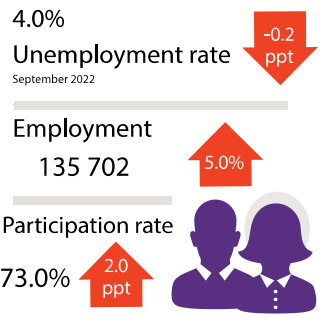 4.0%
Unemployment rate
September 2022
-0.2
ppt
Employment
135 702
5.0%
Participation rate
73.0%
2.0
ppt